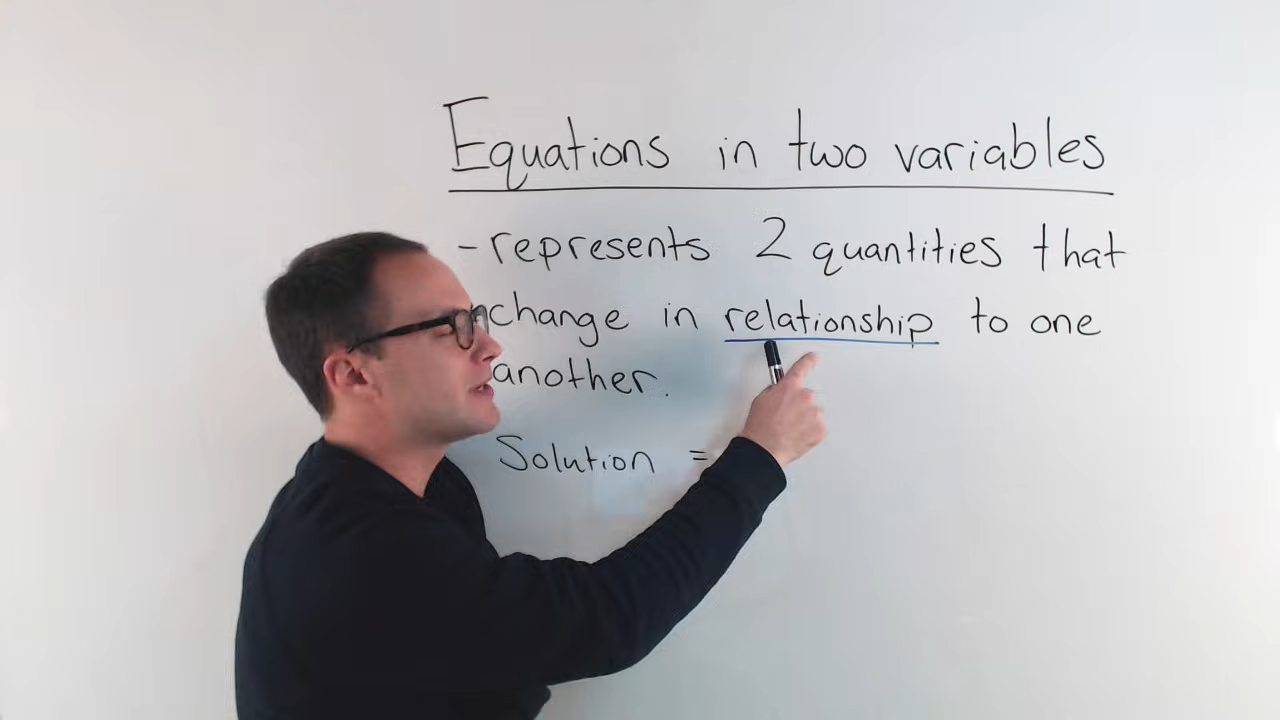 Equations in two variables
- represents 2 quantities that
change in relationship to one
another.
Solution =